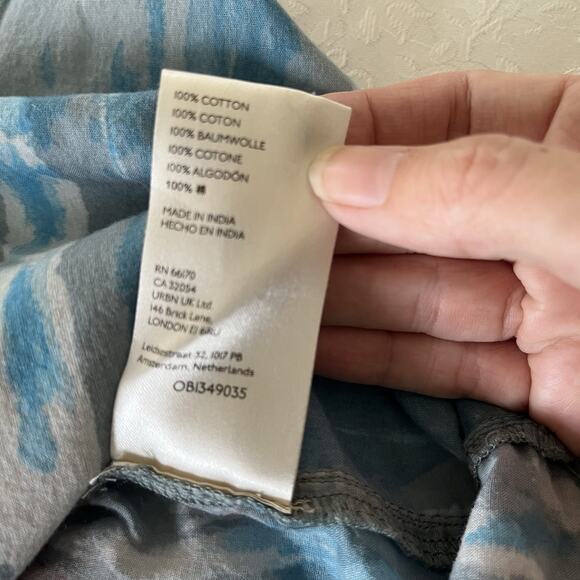 100% COTTON
100% COTON
100% BAUMWOLLE
100% COTONE
100% ALGODÓN
100% 棉
MADE IN INDIA
HECHO EN INDIA
RN 66170
CA 32054
URBN UK Ltd.
146 Brick Lane,
LONDON E1 6RU
Leidsestraat 32, 1017 PB
Amsterdam, Netherlands
OB1349035